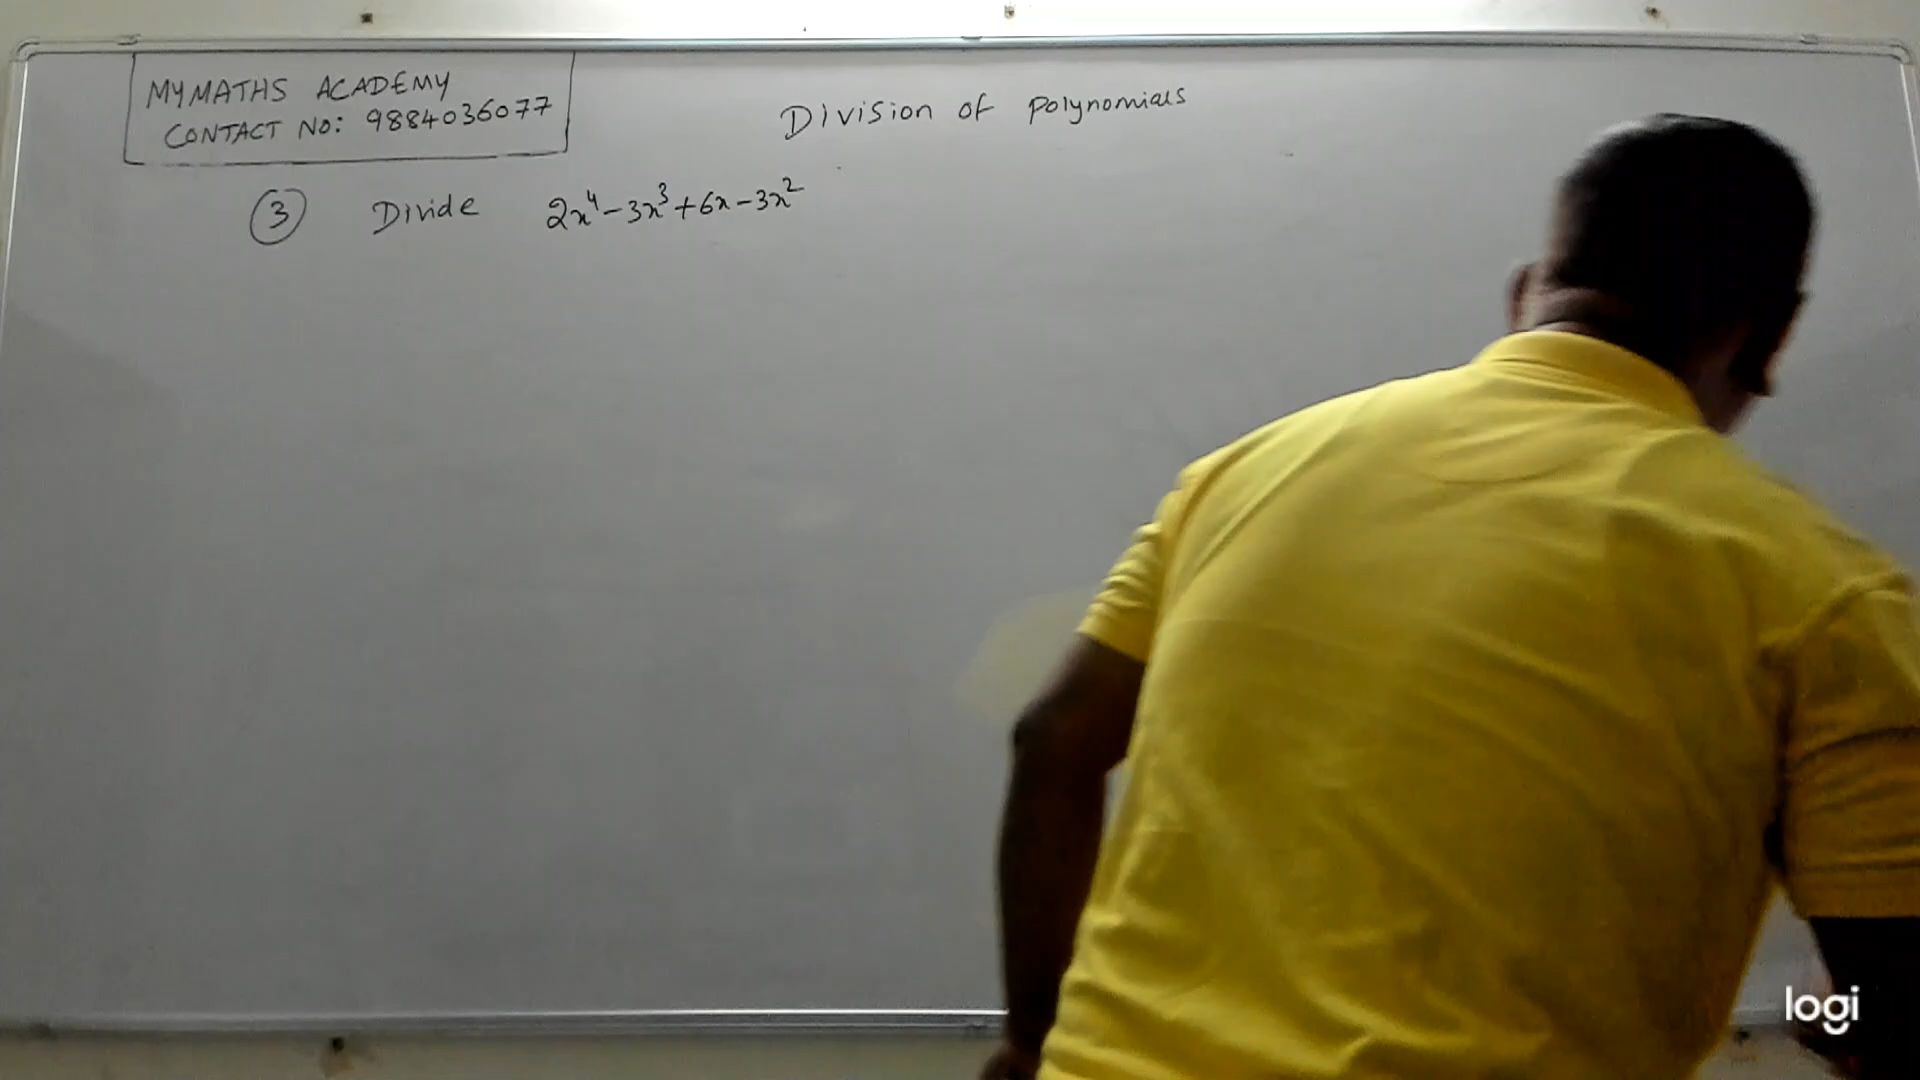 MYMATHS ACADEMY
CONTACT NO: 9884036077
Division of polynomials
③ Divide 2x⁴-3x³+6x-3x²
logi